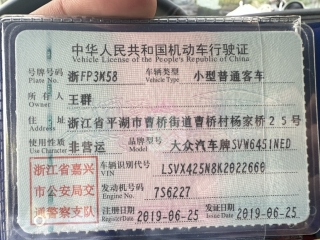 中华人民共和国机动车行驶证
Vehicle License of the People's Republic of China
号牌号码 浙FP3M58 车辆类型 小型普通客车
Plate No. Vehicle Type
所有人 王群
Owner
住址 浙江省平湖市曹桥街道曹桥村杨家桥25号
Address
使用性质 非营运 品牌型号 大众汽车牌SVW6451NED
Use Character Model
浙江省嘉兴 车辆识别代号 LSVX425N8K2022660
VIN
市公安局交 发动机号码 7S6227
Engine No.
通警察支队 注册日期 2019-06-25 发证日期 2019-06-25
Register Date Issue Date